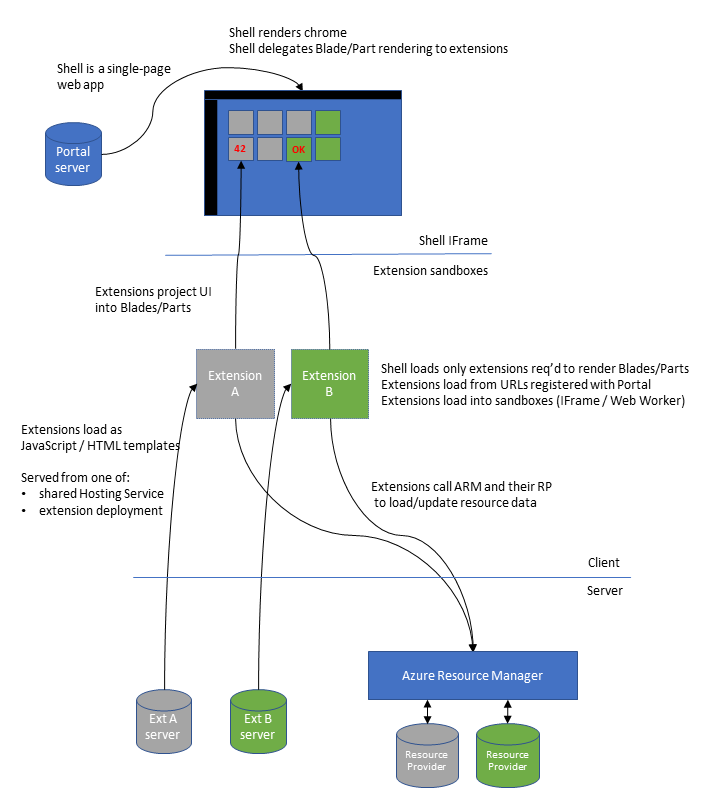 Shell renders chrome
Shell delegates Blade/Part rendering to extensions
Shell is a single-page
web app
Portal
server
42
OK
Shell IFrame
Extension sandboxes
Extensions project UI
into Blades/Parts
Extension
A
Extension
B
Shell loads only extensions req'd to render Blades/Parts
Extensions load from URLs registered with Portal
Extensions load into sandboxes (IFrame / Web Worker)
Extensions load as
JavaScript / HTML templates
Served from one of:
• shared Hosting Service
• extension deployment
Extensions call ARM and their RP
to load/update resource data
Client
Server
Azure Resource Manager
Ext A
server
Ext B
server
Resource
Provider
Resource
Provider